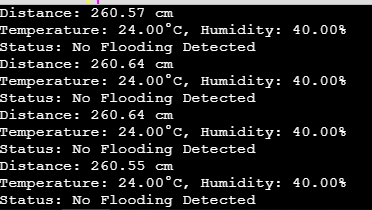 Distance: 260.57 cm
Temperature: 24.00°C, Humidity: 40.00%
Status: No Flooding Detected
Distance: 260.64 cm
Temperature: 24.00°C, Humidity: 40.00%
Status: No Flooding Detected
Distance: 260.64 cm
Temperature: 24.00°C, Humidity: 40.00%
Status: No Flooding Detected
Distance: 260.55 cm
Temperature: 24.00°C, Humidity: 40.00%
Status: No Flooding Detected